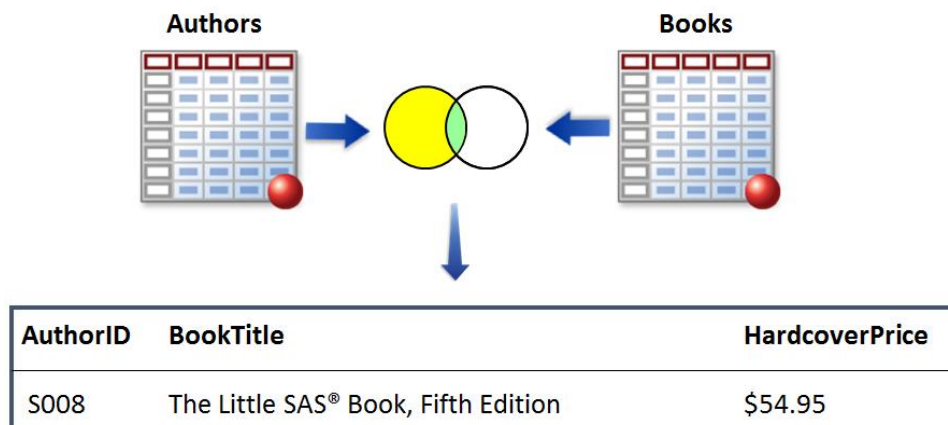 Authors
Books
AuthorID BookTitle HardcoverPrice
S008 The Little SAS® Book, Fifth Edition $54.95